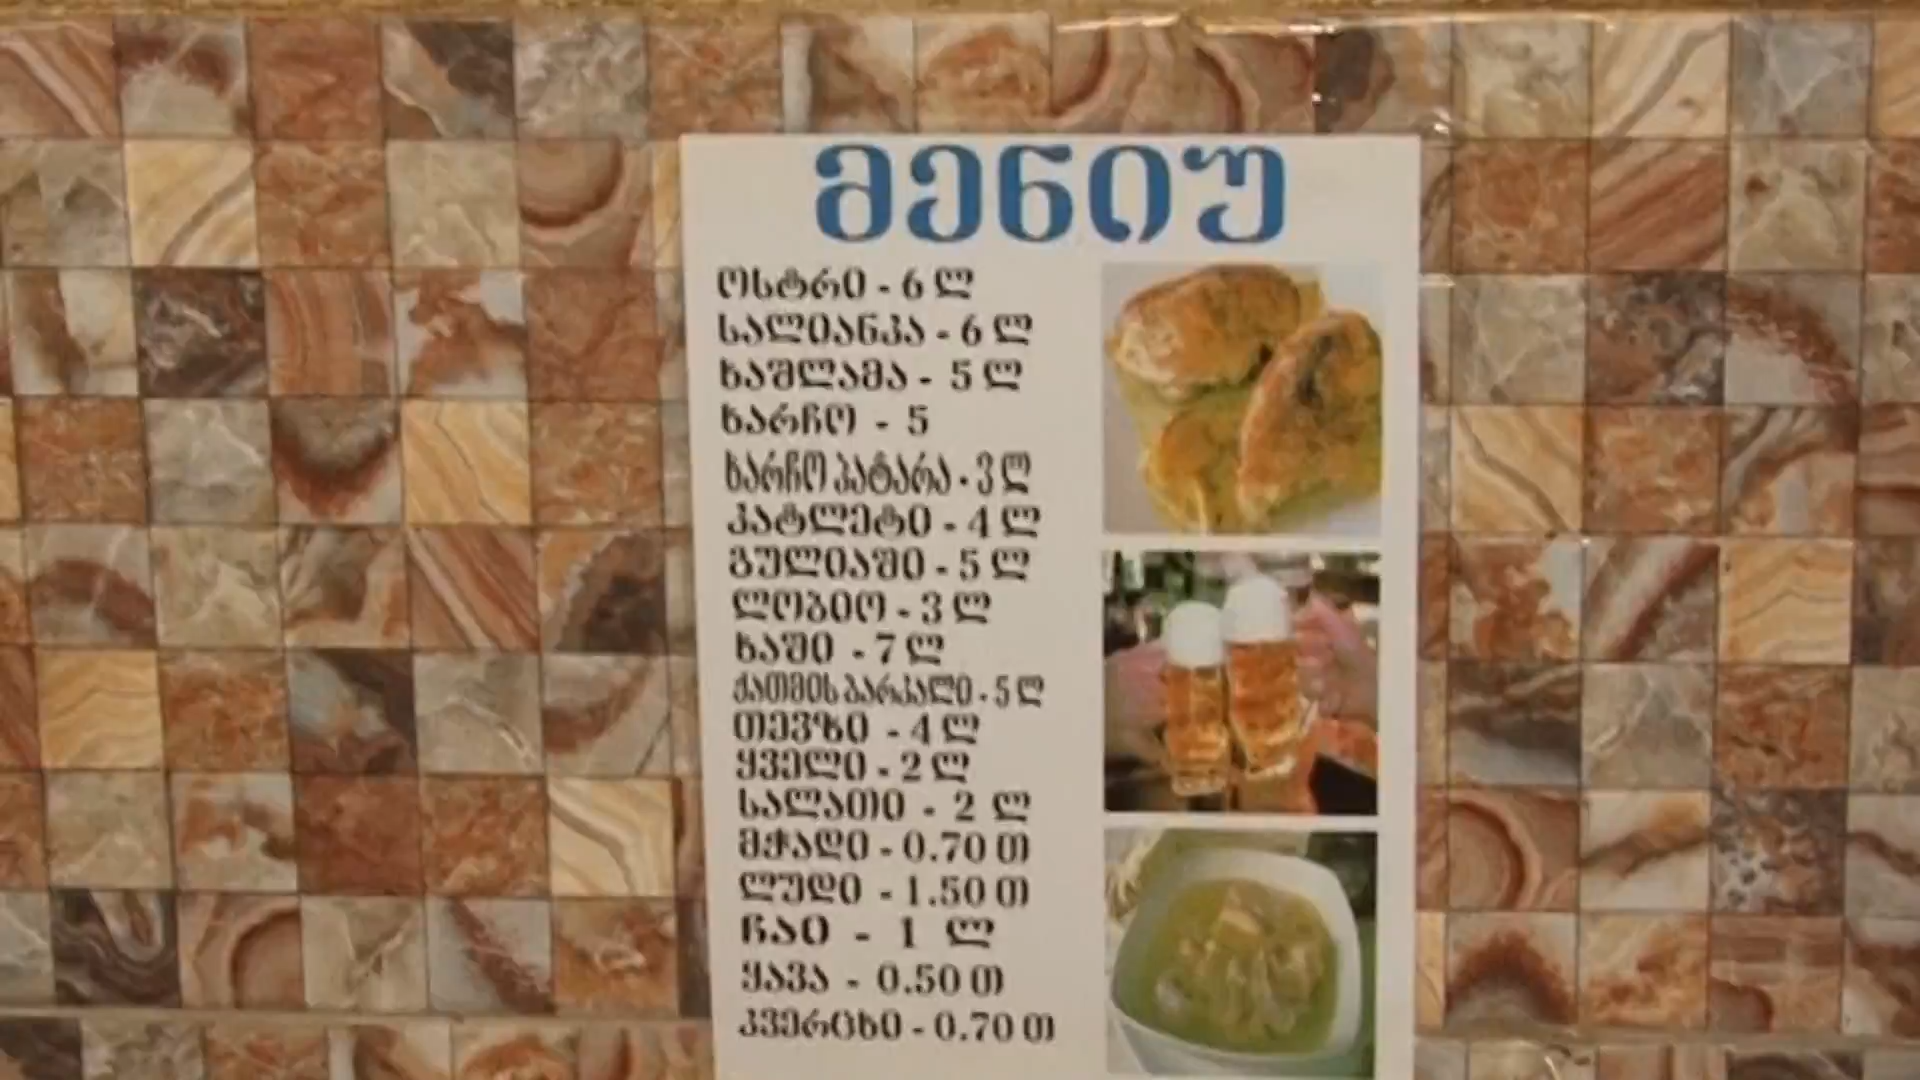 მენიუ
ოსტრი - 6 ლ
სალიანკა - 6 ლ
ხაშლამა - 5 ლ
ხარჩო - 5
ხარჩო პატარა - 3 ლ
კატლეტი - 4 ლ
გულიაში - 5 ლ
ლობიო - 3 ლ
ხაში - 7 ლ
ქათმის ბარკალი - 5 ლ
თევზი - 4 ლ
ყველი - 2 ლ
სალათი - 2 ლ
მჭადი - 0.70 თ
ლუდი - 1.50 თ
ჩაი - 1 ლ
ყავა - 0.50 თ
კვერცხი - 0.70 თ